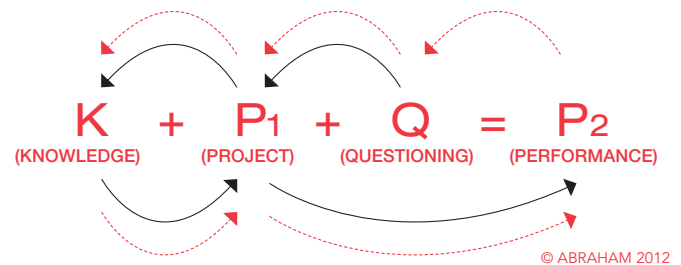 K + P1 + Q = P2
(KNOWLEDGE) (PROJECT) (QUESTIONING) (PERFORMANCE)
© ABRAHAM 2012